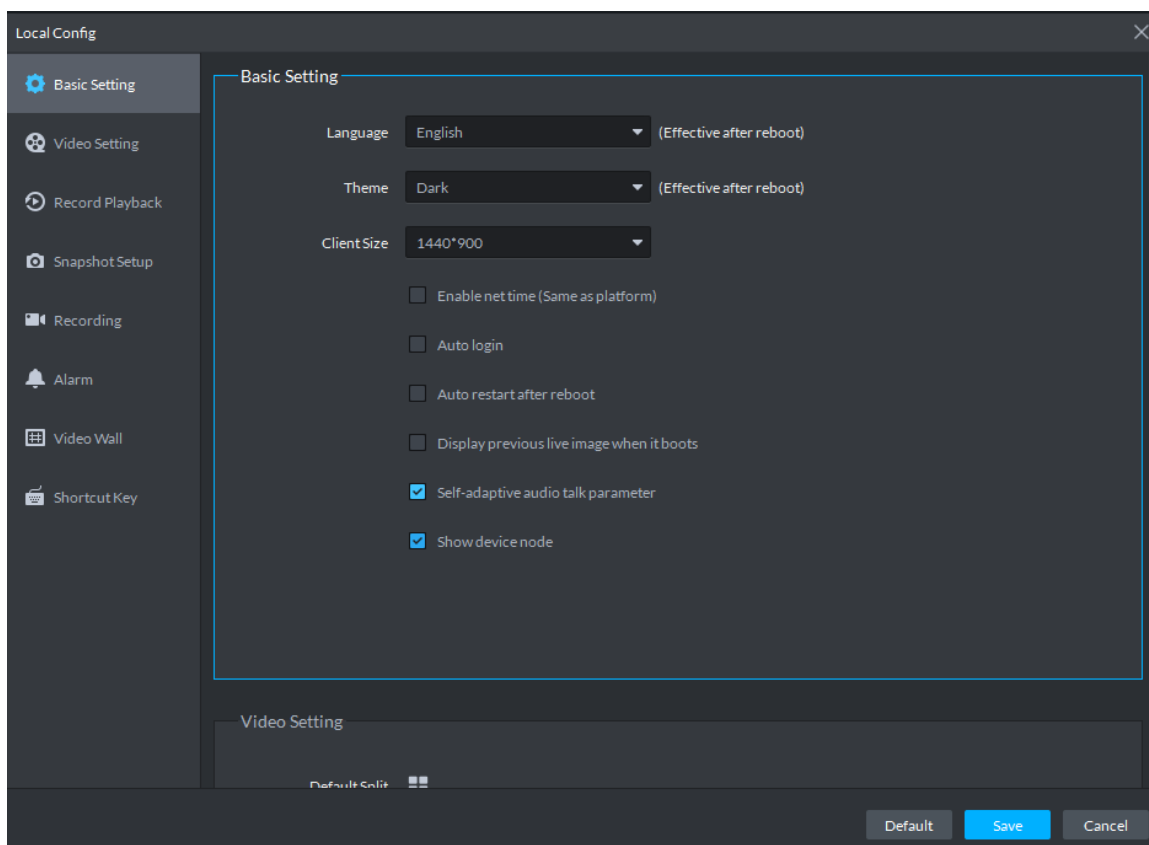 Local Config
Basic Setting
Video Setting
Record Playback
Snapshot Setup
Recording
Alarm
Video Wall
Shortcut Key
Basic Setting
Language English (Effective after reboot)
Theme Dark (Effective after reboot)
Client Size 1440*900
Enable net time (Same as platform)
Auto login
Auto restart after reboot
Display previous live image when it boots
Self-adaptive audio talk parameter
Show device node
Video Setting
Default Split
Default Save Cancel